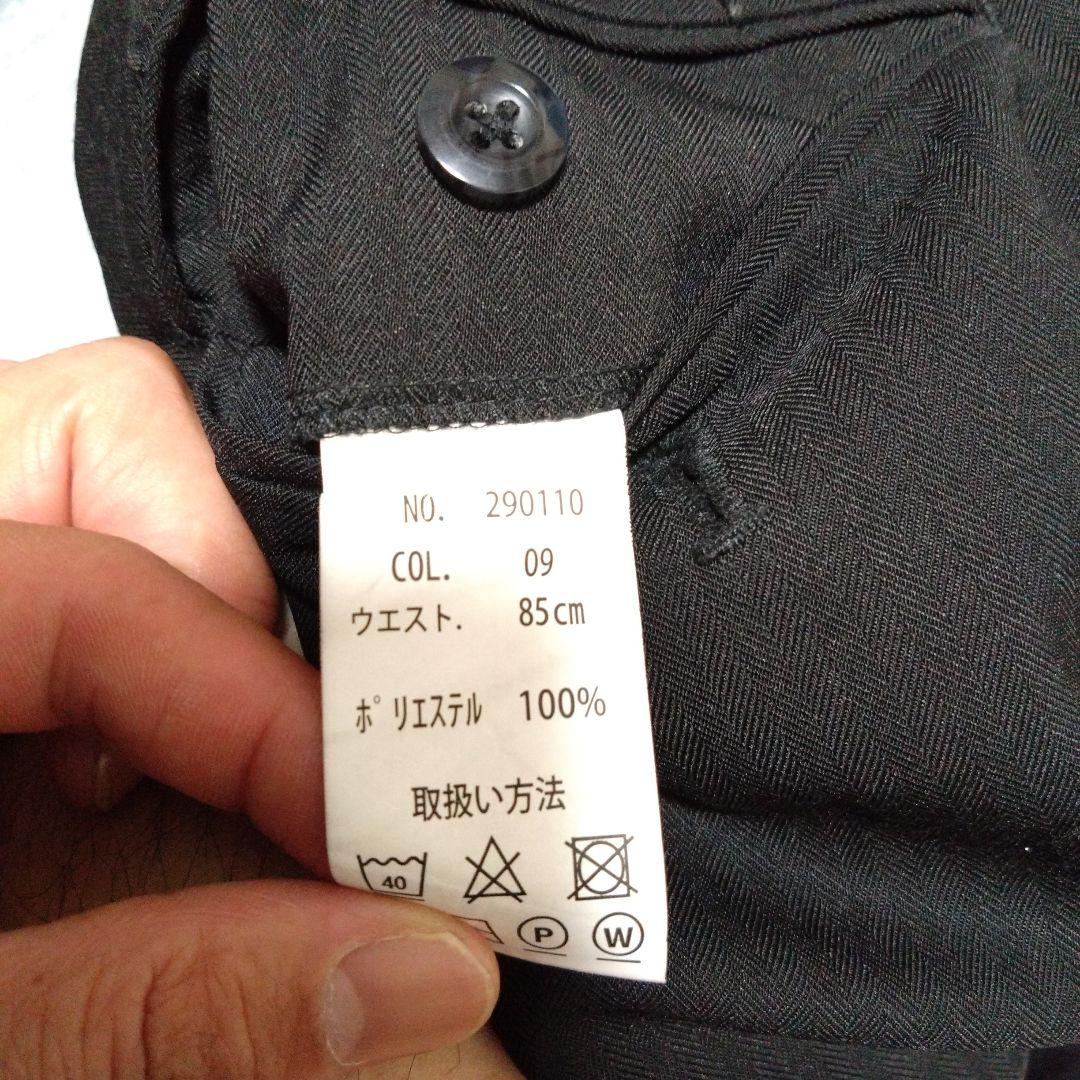 NO. 290110
COL. 09
ウエスト. 85cm
ポリエステル 100%
取扱い方法
40
P W